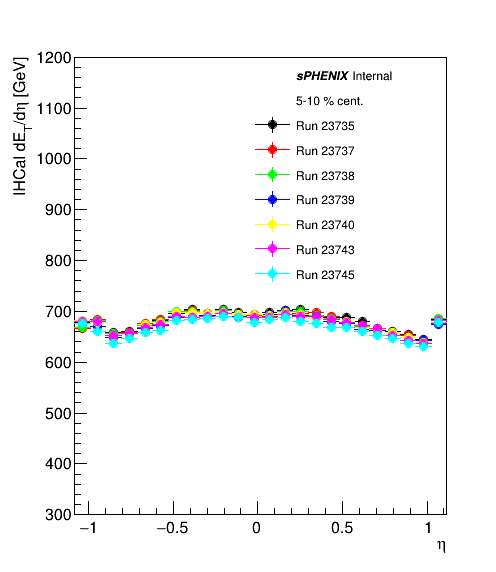 IHCal dE_T/dη [GeV]
1200
1100
1000
900
800
700
600
500
400
300
sPHENIX Internal
5-10 % cent.
Run 23735
Run 23737
Run 23738
Run 23739
Run 23740
Run 23743
Run 23745
−1 −0.5 0 0.5 1
η